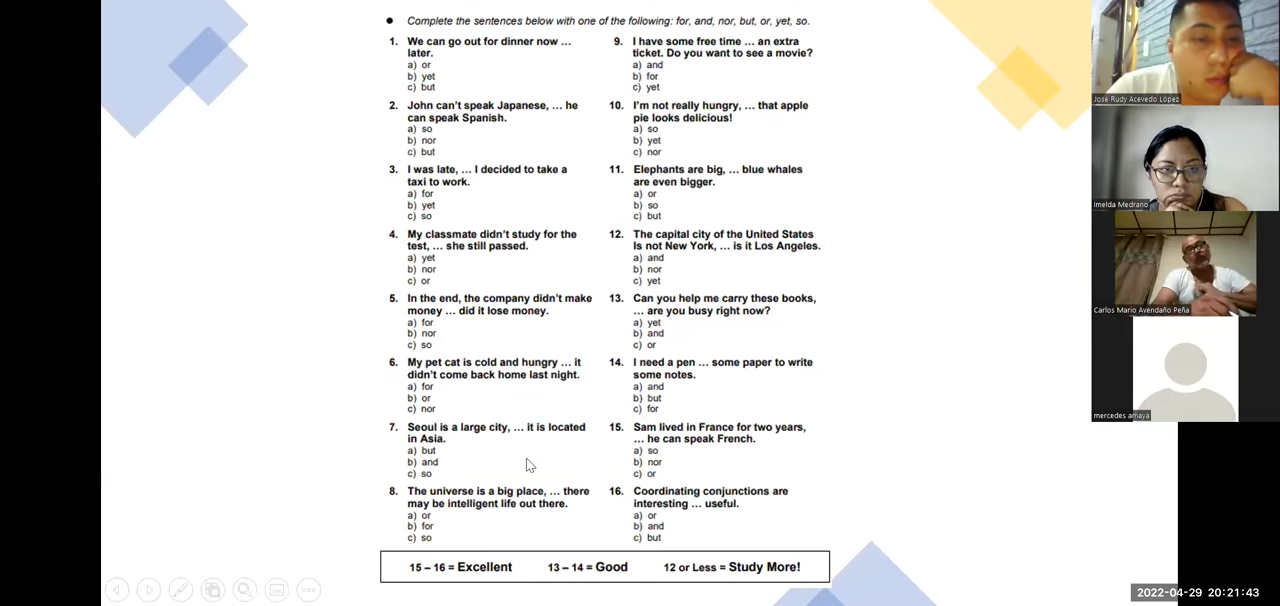 ● Complete the sentences below with one of the following: for, and, nor, but, or, yet, so.
1. We can go out for dinner now ...
later.
a) or
b) yet
c) but
2. John can't speak Japanese, ... he
can speak Spanish.
a) so
b) nor
c) but
3. I was late, ... I decided to take a
taxi to work.
a) for
b) yet
c) so
4. My classmate didn't study for the
test, ... she still passed.
a) yet
b) nor
c) or
5. In the end, the company didn't make
money ... did it lose money.
a) for
b) nor
c) so
6. My pet cat is cold and hungry ... it
didn't come back home last night.
a) for
b) or
c) nor
7. Seoul is a large city, ... it is located
in Asia.
a) but
b) and
c) so
8. The universe is a big place, ... there
may be intelligent life out there.
a) or
b) for
c) so
9. I have some free time ... an extra
ticket. Do you want to see a movie?
a) and
b) for
c) yet
10. I'm not really hungry, ... that apple
pie looks delicious!
a) so
b) yet
c) nor
11. Elephants are big, ... blue whales
are even bigger.
a) or
b) so
c) but
12. The capital city of the United States
Is not New York, ... is it Los Angeles.
a) and
b) nor
c) yet
13. Can you help me carry these books,
... are you busy right now?
a) yet
b) and
c) or
14. I need a pen ... some paper to write
some notes.
a) and
b) but
c) for
15. Sam lived in France for two years,
... he can speak French.
a) so
b) nor
c) or
16. Coordinating conjunctions are
interesting ... useful.
a) or
b) and
c) but
15 – 16 = Excellent 13 – 14 = Good 12 or Less = Study More!
José Rudy Acevedo López
Imelda Medrano
Carlos Mario Avendaño Peña
mercedes amaya
2022-04-29 20:21:43